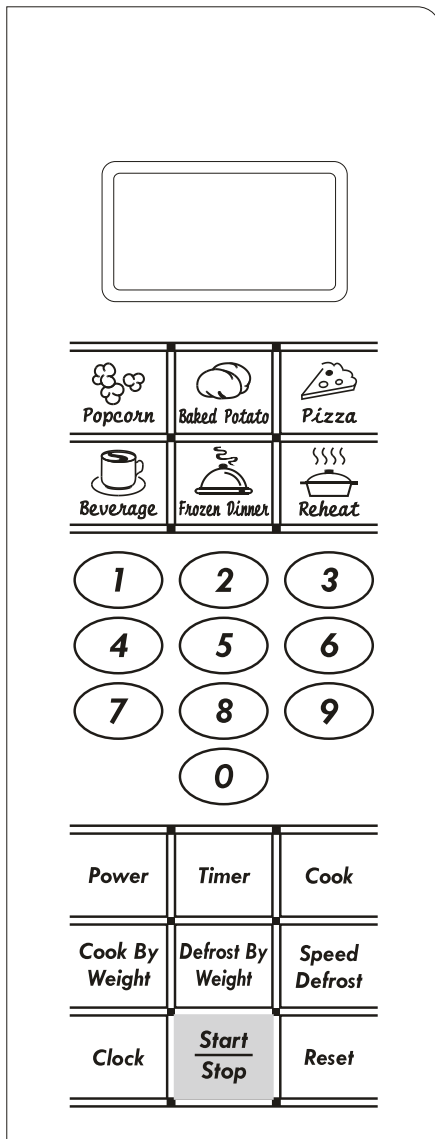 Popcorn Baked Potato Pizza
Beverage Frozen Dinner Reheat
1 2 3
4 5 6
7 8 9
0
Power Timer Cook
Cook By Defrost By Speed
Weight Weight Defrost
Clock Start Reset
Stop